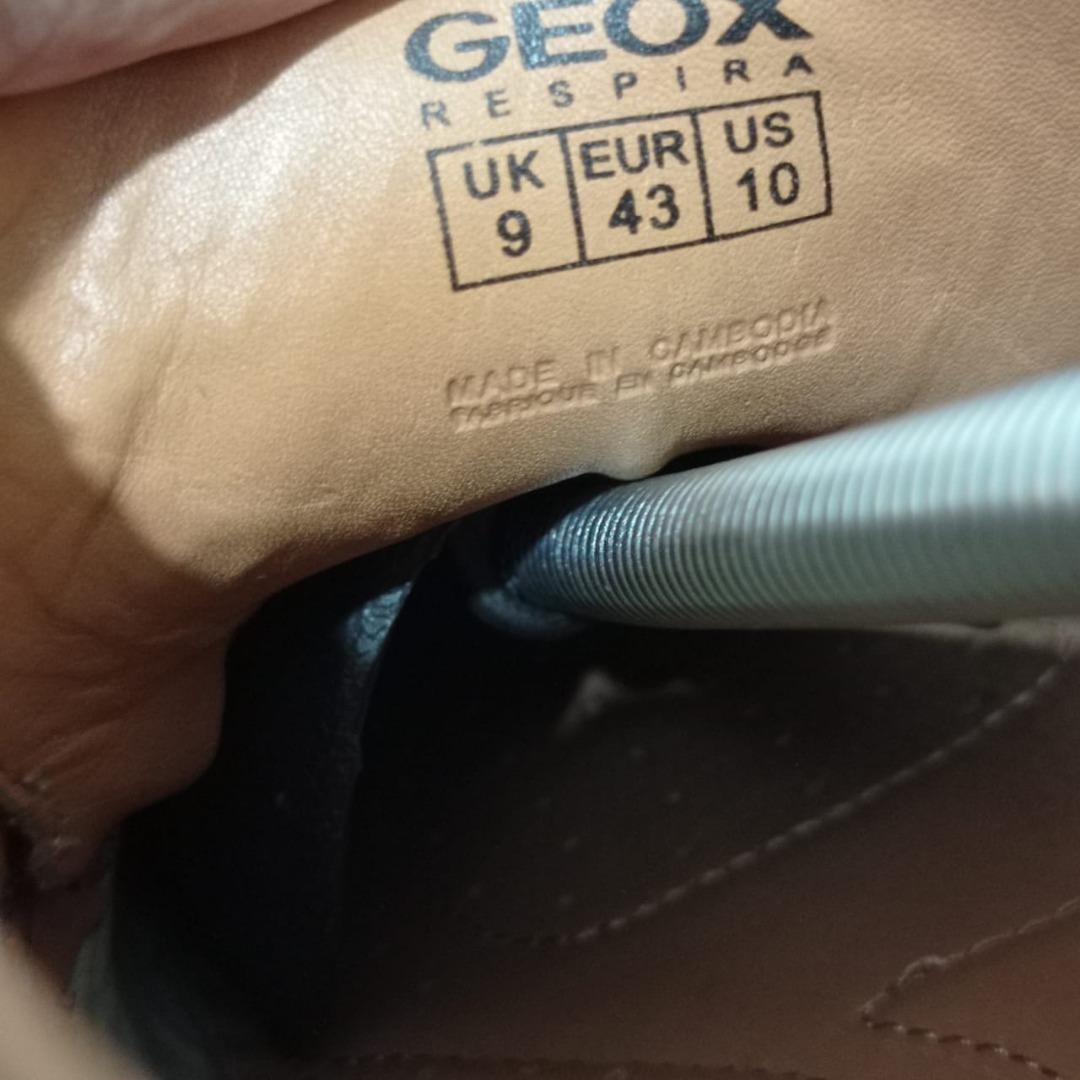 GEOX
RESPIRA
UK EUR US
9 43 10
MADE IN CAMBODIA
FABRIQUE EN CAMBODGE